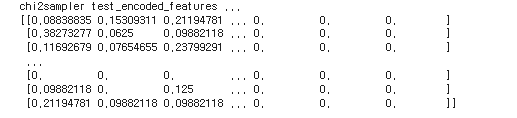 chi2sampler test_encoded_features ...
[[0.08838835 0.15309311 0.21194781 ... 0. 0. 0. ]
[0.38273277 0.0625 0.09882118 ... 0. 0. 0. ]
[0.11692679 0.07654655 0.23799291 ... 0. 0. 0. ]
...
[0. 0. 0. ... 0. 0. 0. ]
[0.09882118 0. 0.125 ... 0. 0. 0. ]
[0.21194781 0.09882118 0.09882118 ... 0. 0. 0. ]]